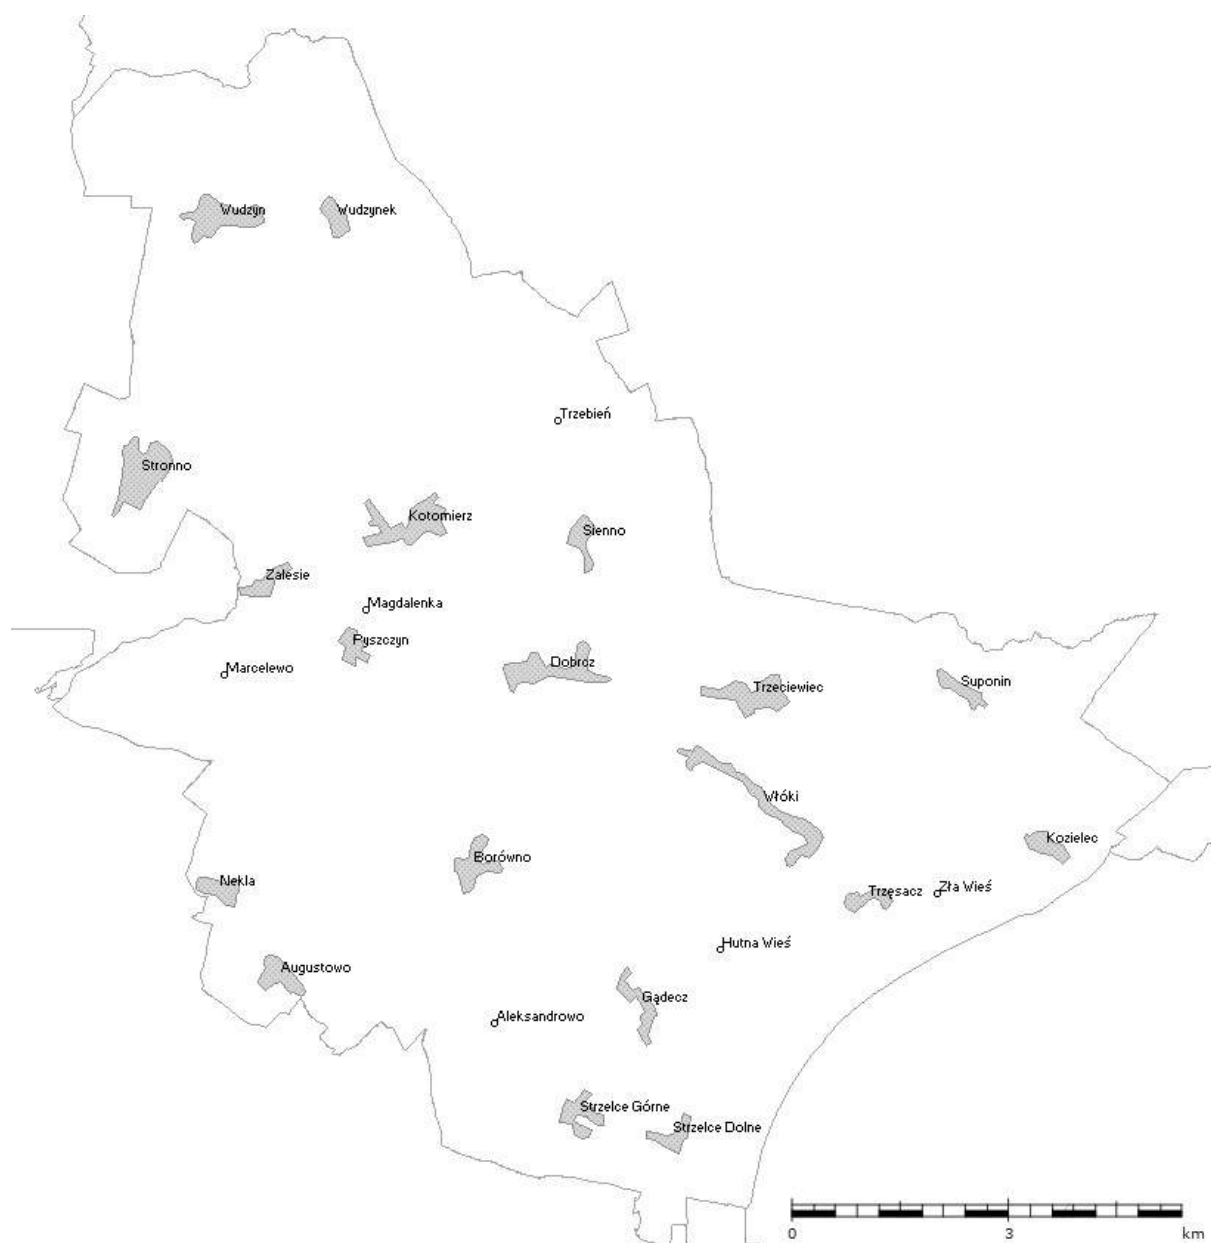 Wudzyn
Wudzynek
Trzebień
Stronno
Kotomierz
Sienno
Zalesie
Magdalenka
Pyszczyn
Marcelewo
Dobrcz
Trzeciewiec
Suponin
Włóki
Kozielec
Borówno
Nekla
Trzęsacz
Zła Wieś
Hutna Wieś
Augustowo
Gądecz
Aleksandrowo
Strzelce Górne
Strzelce Dolne
0 3 km